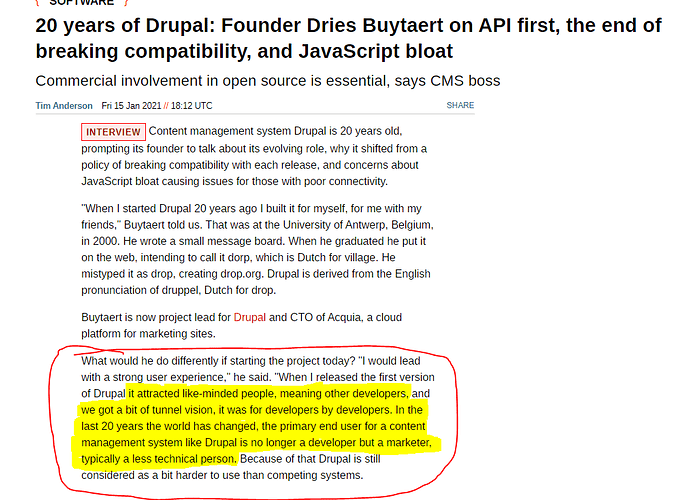 { SOFTWARE }
20 years of Drupal: Founder Dries Buytaert on API first, the end of
breaking compatibility, and JavaScript bloat
Commercial involvement in open source is essential, says CMS boss
Tim Anderson Fri 15 Jan 2021 // 18:12 UTC SHARE
INTERVIEW Content management system Drupal is 20 years old,
prompting its founder to talk about its evolving role, why it shifted from a
policy of breaking compatibility with each release, and concerns about
JavaScript bloat causing issues for those with poor connectivity.
"When I started Drupal 20 years ago I built it for myself, for me with my
friends," Buytaert told us. That was at the University of Antwerp, Belgium,
in 2000. He wrote a small message board. When he graduated he put it
on the web, intending to call it dorp, which is Dutch for village. He
mistyped it as drop, creating drop.org. Drupal is derived from the English
pronunciation of druppel, Dutch for drop.
Buytaert is now project lead for Drupal and CTO of Acquia, a cloud
platform for marketing sites.
What would he do differently if starting the project today? "I would lead
with a strong user experience," he said. "When I released the first version
of Drupal it attracted like-minded people, meaning other developers, and
we got a bit of tunnel vision, it was for developers by developers. In the
last 20 years the world has changed, the primary end user for a content
management system like Drupal is no longer a developer but a marketer,
typically a less technical person. Because of that Drupal is still
considered as a bit harder to use than competing systems.